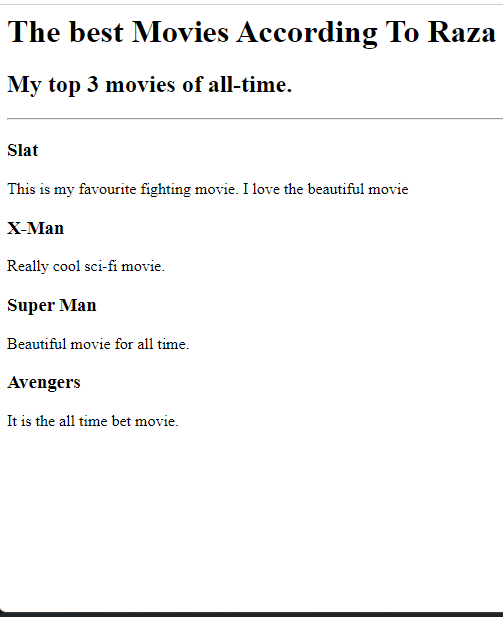 The best Movies According To Raza
My top 3 movies of all-time.
Slat
This is my favourite fighting movie. I love the beautiful movie
X-Man
Really cool sci-fi movie.
Super Man
Beautiful movie for all time.
Avengers
It is the all time bet movie.